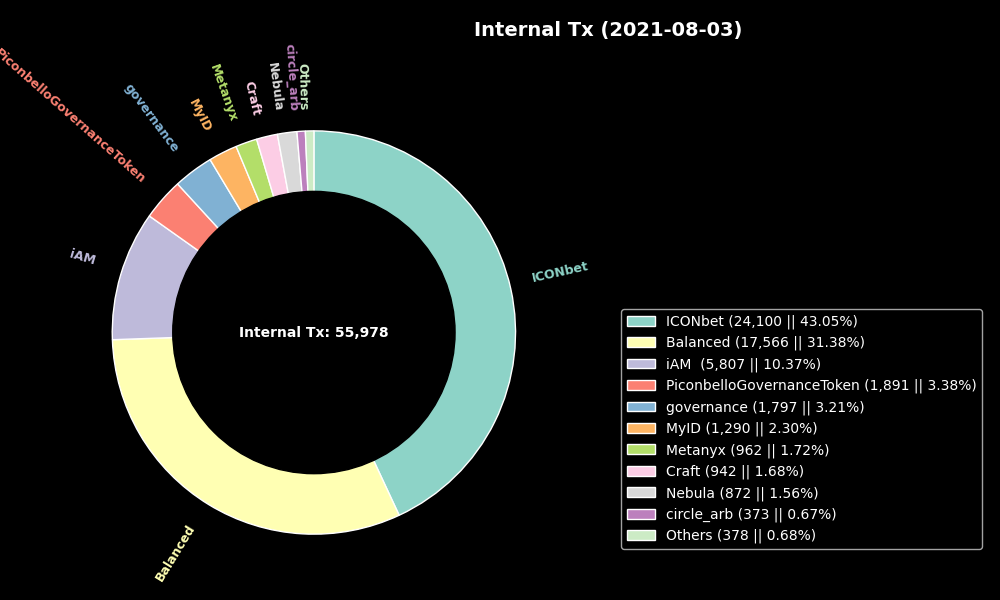 Internal Tx (2021-08-03)
PiconbelloGovernanceToken
governance
MyID
Metanyx
Craft
Nebula
circle_arb
Others
iAM
ICONbet
Internal Tx: 55,978
Balanced
ICONbet (24,100 || 43.05%)
Balanced (17,566 || 31.38%)
iAM  (5,807 || 10.37%)
PiconbelloGovernanceToken (1,891 || 3.38%)
governance (1,797 || 3.21%)
MyID (1,290 || 2.30%)
Metanyx (962 || 1.72%)
Craft (942 || 1.68%)
Nebula (872 || 1.56%)
circle_arb (373 || 0.67%)
Others (378 || 0.68%)